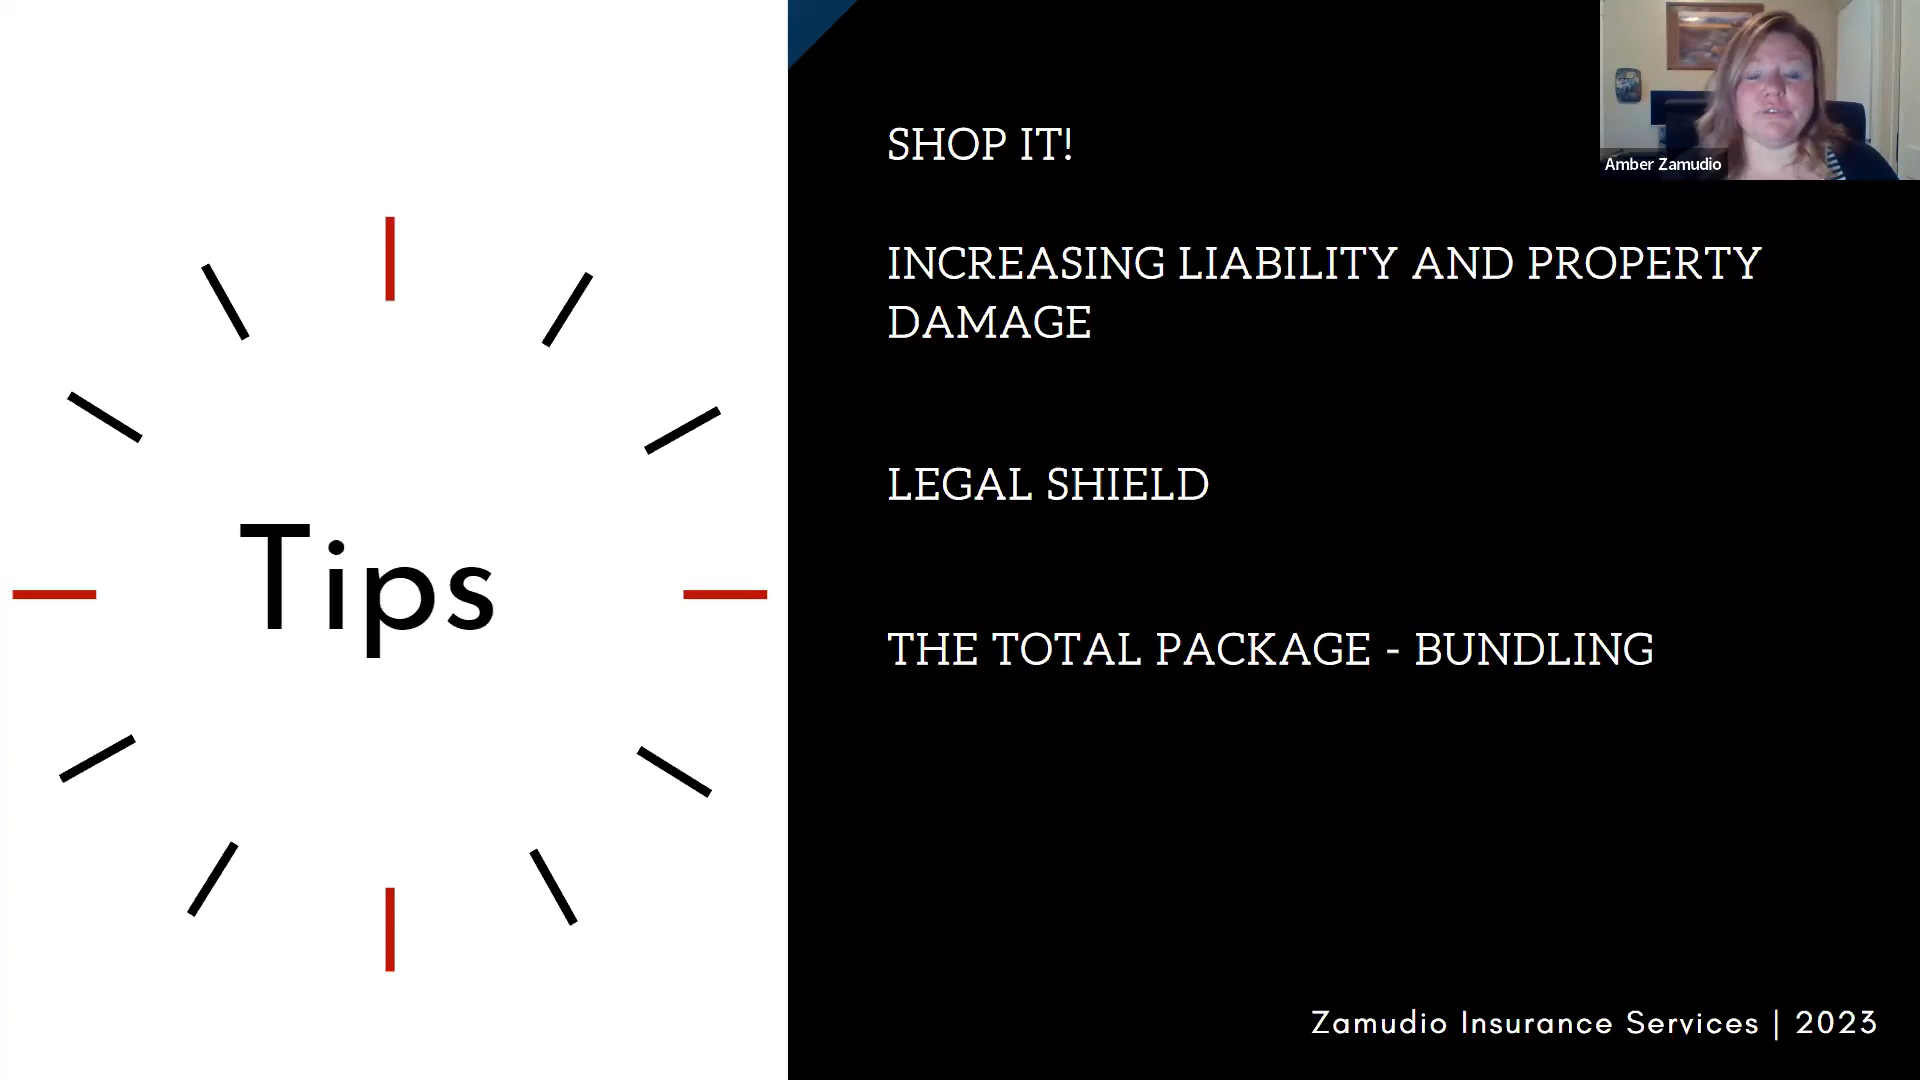 Tips
SHOP IT!
INCREASING LIABILITY AND PROPERTY
DAMAGE
LEGAL SHIELD
THE TOTAL PACKAGE - BUNDLING
Amber Zamudio
Zamudio Insurance Services | 2023